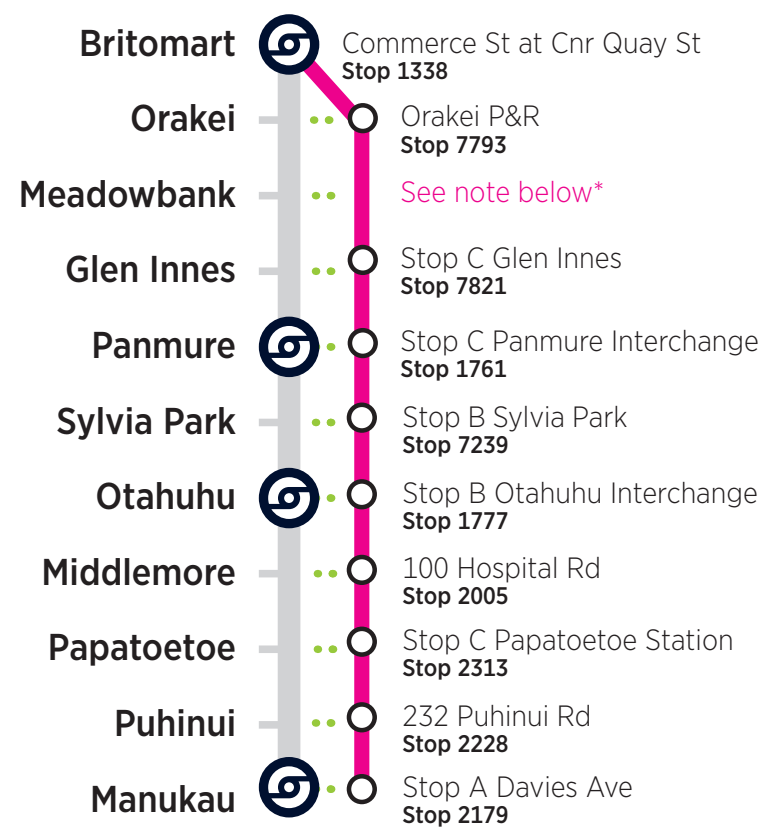 Britomart
Commerce St at Cnr Quay St
Stop 1338
Orakei
Orakei P&R
Stop 7793
Meadowbank
See note below*
Glen Innes
Stop C Glen Innes
Stop 7821
Panmure
Stop C Panmure Interchange
Stop 1761
Sylvia Park
Stop B Sylvia Park
Stop 7239
Otahuhu
Stop B Otahuhu Interchange
Stop 1777
Middlemore
100 Hospital Rd
Stop 2005
Papatoetoe
Stop C Papatoetoe Station
Stop 2313
Puhinui
232 Puhinui Rd
Stop 2228
Manukau
Stop A Davies Ave
Stop 2179